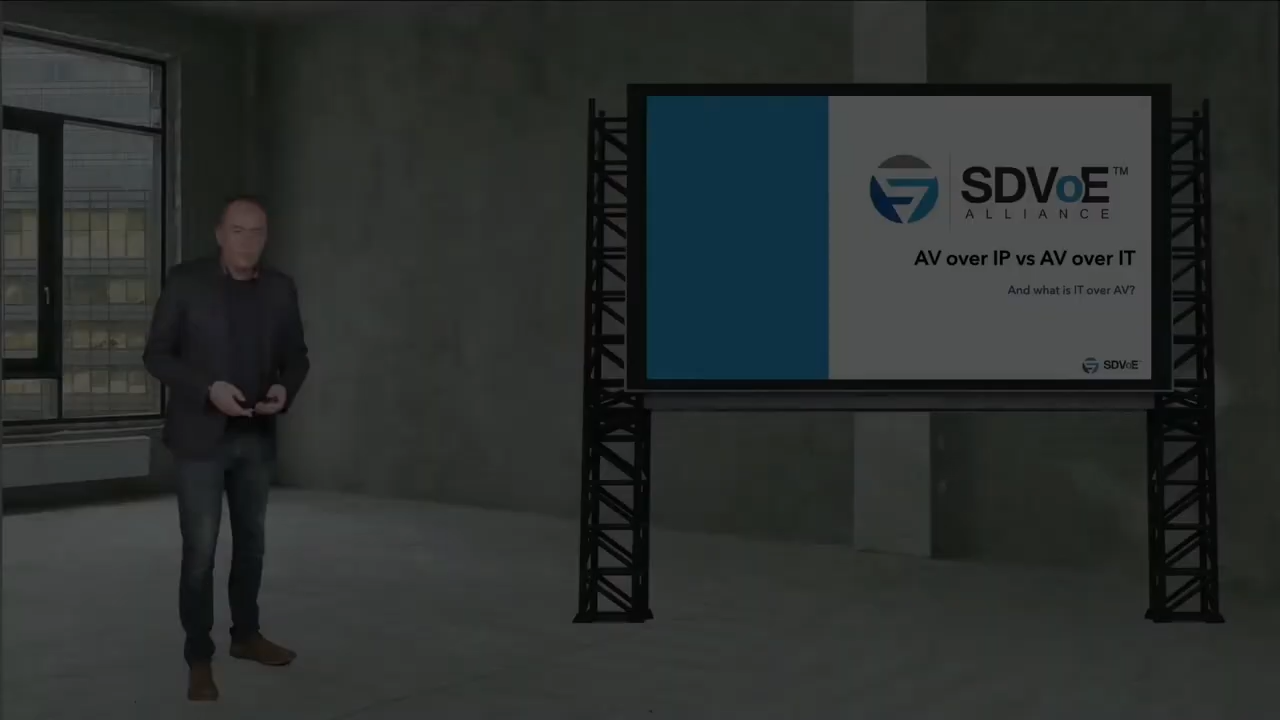 SDVoE™
ALLIANCE
AV over IP vs AV over IT
And what is IT over AV?
SDVoE